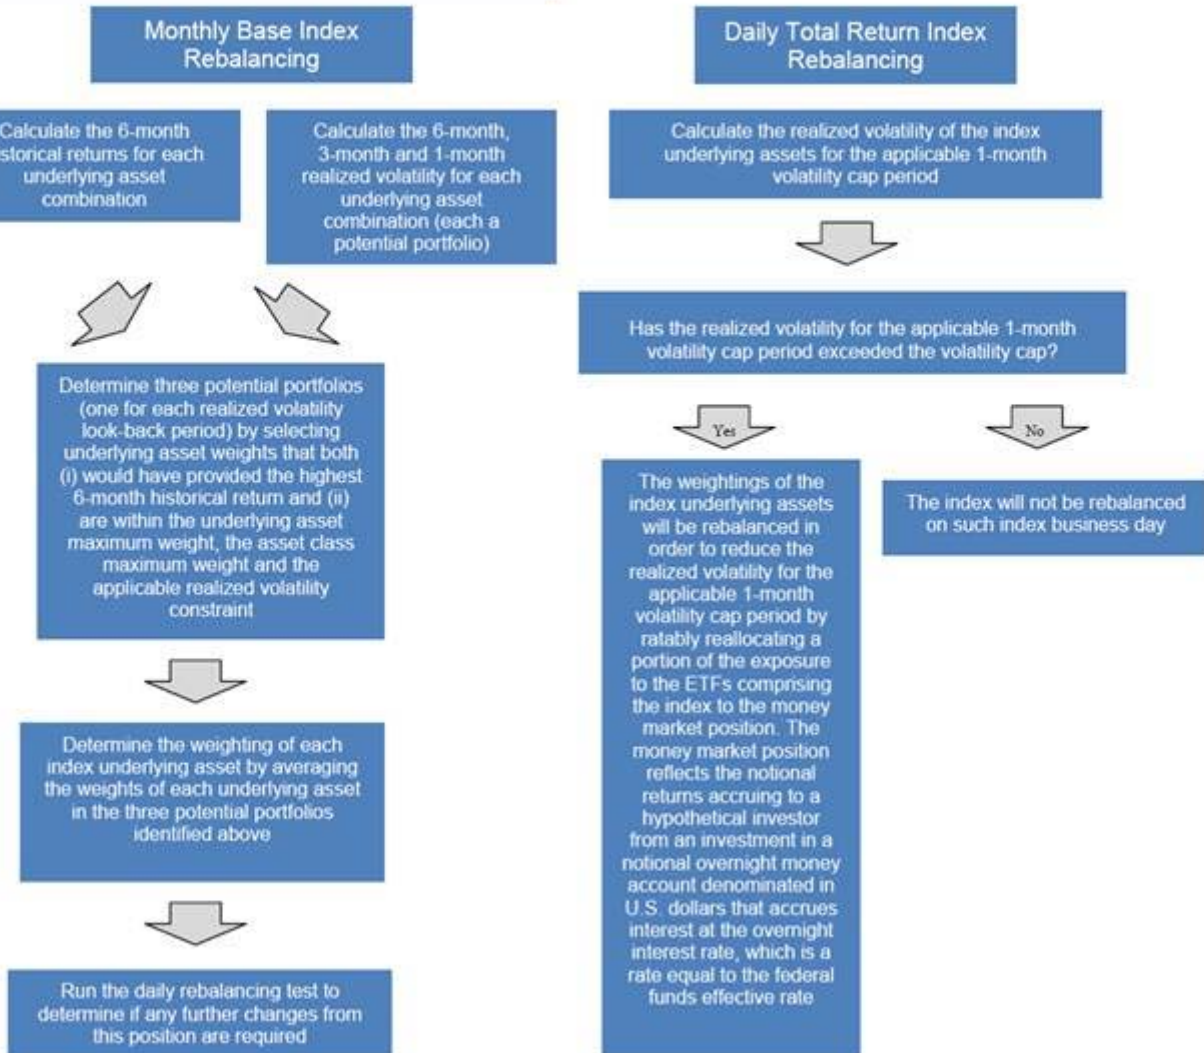 Monthly Base Index
Rebalancing
Calculate the 6-month
storical returns for each
underlying asset
combination
Calculate the 6-month,
3-month and 1-month
realized volatility for each
underlying asset
combination (each a
potential portfolio)
Determine three potential portfolios
(one for each realized volatility
look-back period) by selecting
underlying asset weights that both
(i) would have provided the highest
6-month historical return and (ii)
are within the underlying asset
maximum weight, the asset class
maximum weight and the
applicable realized volatility
constraint
Determine the weighting of each
index underlying asset by averaging
the weights of each underlying asset
in the three potential portfolios
identified above
Run the daily rebalancing test to
determine if any further changes from
this position are required
Daily Total Return Index
Rebalancing
Calculate the realized volatility of the index
underlying assets for the applicable 1-month
volatility cap period
Has the realized volatility for the applicable 1-month
volatility cap period exceeded the volatility cap?
Yes
No
The weightings of the
index underlying assets
will be rebalanced in
order to reduce the
realized volatility for the
applicable 1-month
volatility cap period by
ratably reallocating a
portion of the exposure
to the ETFs comprising
the index to the money
market position. The
money market position
reflects the notional
returns accruing to a
hypothetical investor
from an investment in a
notional overnight money
account denominated in
U.S. dollars that accrues
interest at the overnight
interest rate, which is a
rate equal to the federal
funds effective rate
The index will not be rebalanced
on such index business day